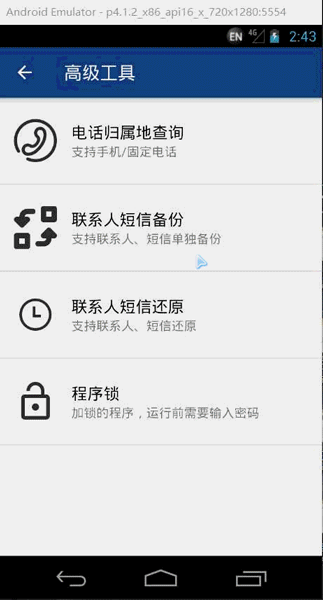 Android Emulator - p4.1.2_x86_api16_x_720x1280:5554
EN 4G 2:43
高级工具
电话归属地查询
支持手机/固定电话
联系人短信备份
支持联系人、短信单独备份
联系人短信还原
支持联系人、短信还原
程序锁
加锁的程序，运行前需要输入密码